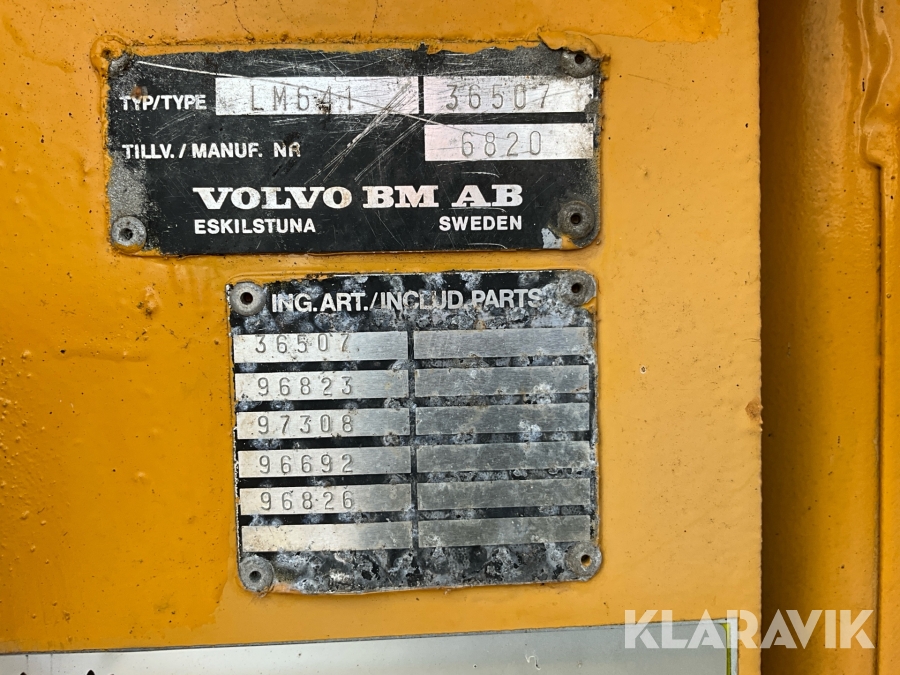 TYP/TYPE LM641 36507
TILLV./MANUF. NR 6820
VOLVO BM AB
ESKILSTUNA SWEDEN
ING.ART./INCLUD.PARTS
36507
96823
97308
96692
96826
KLARAVIK